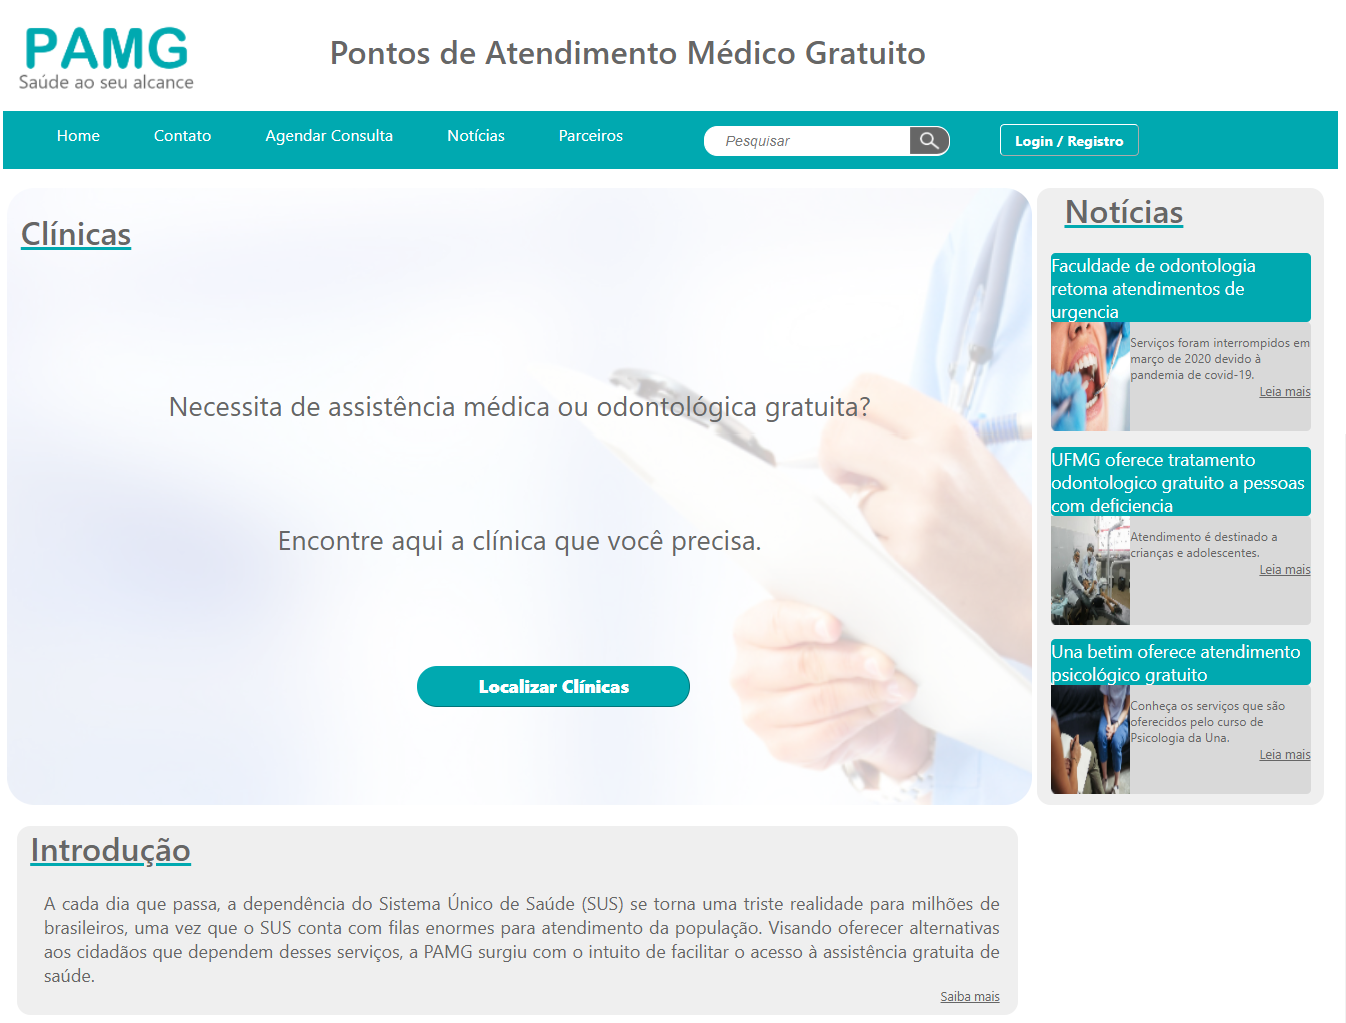 PAMG
Saúde ao seu alcance
Pontos de Atendimento Médico Gratuito
Home
Contato
Agendar Consulta
Notícias
Parceiros
Pesquisar
Login / Registro
Clínicas
Necessita de assistência médica ou odontológica gratuita?
Encontre aqui a clínica que você precisa.
Localizar Clínicas
Notícias
Faculdade de odontologia
retoma atendimentos de
urgencia
Serviços foram interrompidos em
março de 2020 devido à
pandemia de covid-19.
Leia mais
UFMG oferece tratamento
odontologico gratuito a pessoas
com deficiencia
Atendimento é destinado a
crianças e adolescentes.
Leia mais
Una betim oferece atendimento
psicológico gratuito
Conheça os serviços que são
oferecidos pelo curso de
Psicologia da Una.
Leia mais
Introdução
A cada dia que passa, a dependência do Sistema Único de Saúde (SUS) se torna uma triste realidade para milhões de
brasileiros, uma vez que o SUS conta com filas enormes para atendimento da população. Visando oferecer alternativas
aos cidadãos que dependem desses serviços, a PAMG surgiu com o intuito de facilitar o acesso à assistência gratuita de
saúde.
Saiba mais